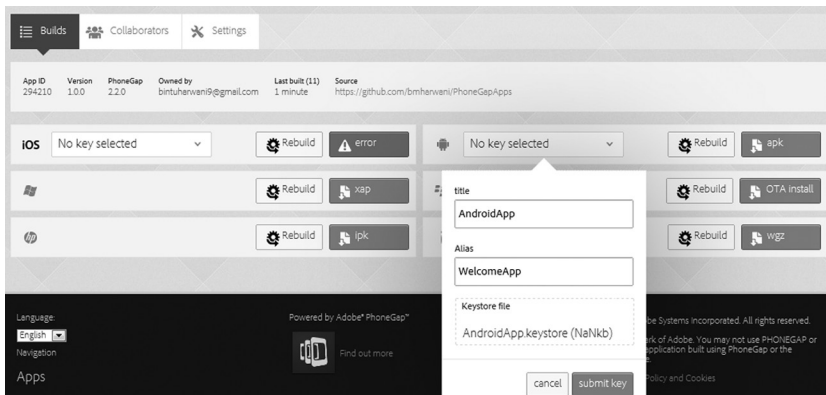 Builds Collaborators Settings
App ID Version PhoneGap Owned by Last built (11) Source
294210 1.0.0 2.2.0 bintuharwani9@gmail.com 1 minute https://github.com/bmharwani/PhoneGapApps
iOS No key selected Rebuild error No key selected Rebuild apk
Rebuild xap Rebuild OTA install
hp Rebuild ipk Rebuild wgz
title
AndroidApp
Alias
WelcomeApp
Keystore file
AndroidApp.keystore (NaNkb)
cancel submit key
Language:
English
Navigation
Apps
Powered by Adobe® PhoneGap™
Find out more
be Systems Incorporated. All rights reserved.
rk of Adobe. You may not use PHONEGAP or
application built using PhoneGap or the
e.
Policy and Cookies